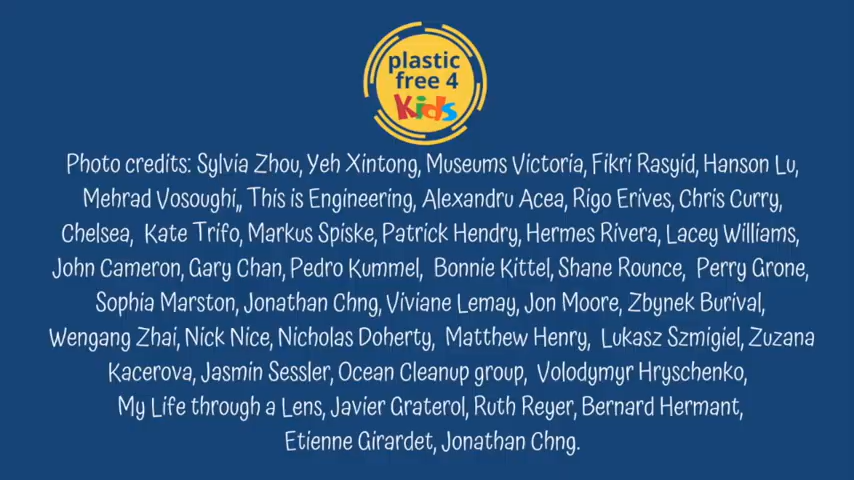 plastic
free 4
Kids
Photo credits: Sylvia Zhou, Yeh Xintong, Museums Victoria, Fikri Rasyid, Hanson Lu,
Mehrad Vosoughi,, This is Engineering, Alexandru Acea, Rigo Erives, Chris Curry,
Chelsea, Kate Trifo, Markus Spiske, Patrick Hendry, Hermes Rivera, Lacey Williams,
John Cameron, Gary Chan, Pedro Kummel, Bonnie Kittel, Shane Rounce, Perry Grone,
Sophia Marston, Jonathan Chng, Viviane Lemay, Jon Moore, Zbynek Burival,
Wengang Zhai, Nick Nice, Nicholas Doherty, Matthew Henry, Lukasz Szmigiel, Zuzana
Kacerova, Jasmin Sessler, Ocean Cleanup group, Volodymyr Hryschenko,
My Life through a Lens, Javier Graterol, Ruth Reyer, Bernard Hermant,
Etienne Girardet, Jonathan Chng.